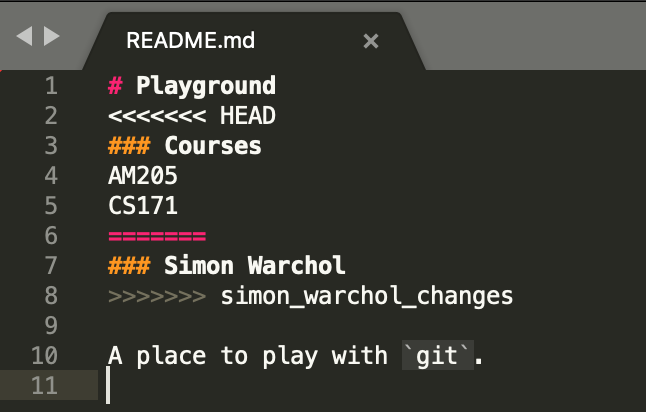 README.md ×
1 # Playground
2 <<<<<<< HEAD
3 ### Courses
4 AM205
5 CS171
6 =======
7 ### Simon Warchol
8 >>>>>>> simon_warchol_changes
9
10 A place to play with `git`.
11